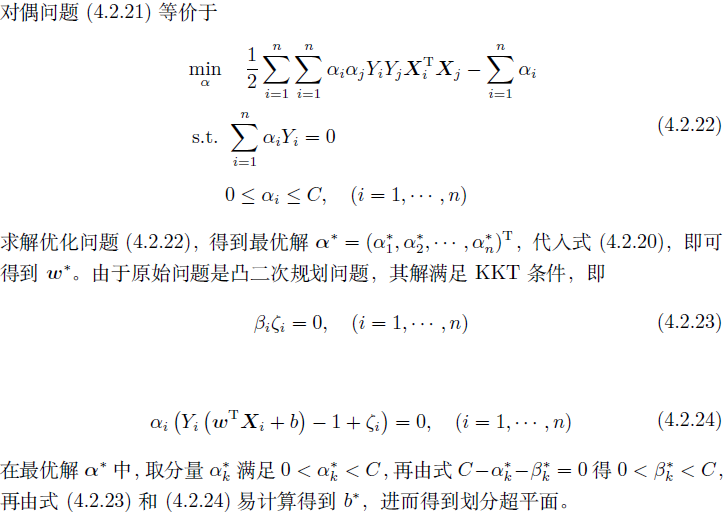 对偶问题 (4.2.21) 等价于
min_α 1/2 ∑_{i=1}^{n} ∑_{i=1}^{n} α_i α_j Y_i Y_j X_i^T X_j − ∑_{i=1}^{n} α_i
s.t. ∑_{i=1}^{n} α_i Y_i = 0 (4.2.22)
0 ≤ α_i ≤ C, (i = 1, ⋯, n)
求解优化问题 (4.2.22)，得到最优解 α* = (α_1*, α_2*, ⋯, α_n*)^T，代入式 (4.2.20)，即可
得到 w*。由于原始问题是凸二次规划问题，其解满足 KKT 条件，即
β_i ζ_i = 0, (i = 1, ⋯, n) (4.2.23)
α_i (Y_i (w^T X_i + b) − 1 + ζ_i) = 0, (i = 1, ⋯, n) (4.2.24)
在最优解 α* 中，取分量 α_k* 满足 0 < α_k* < C，再由式 C−α_k*−β_k* = 0 得 0 < β_k* < C，
再由式 (4.2.23) 和 (4.2.24) 易计算得到 b*，进而得到划分超平面。